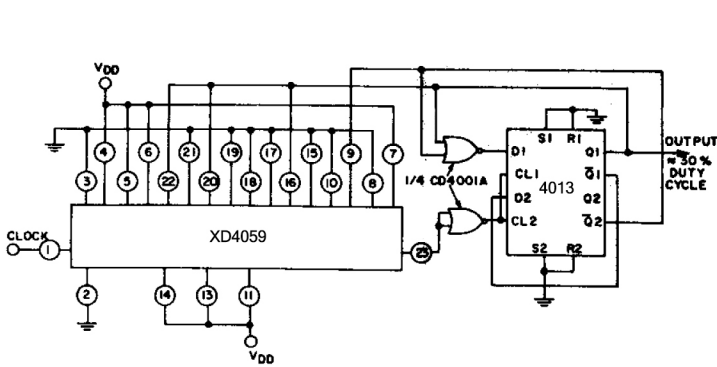 VDD
3
4
5
6
22
21
20
19
18
17
16
15
10
9
8
7
CLOCK
1
XD4059
25
2
14
13
11
VDD
1/4 CD4001A
S1 R1
D1 Q1
CL1 Q̅1
4013
D2 Q2
CL2 Q̅2
S2 R2
OUTPUT
≈ 30 %
DUTY
CYCLE